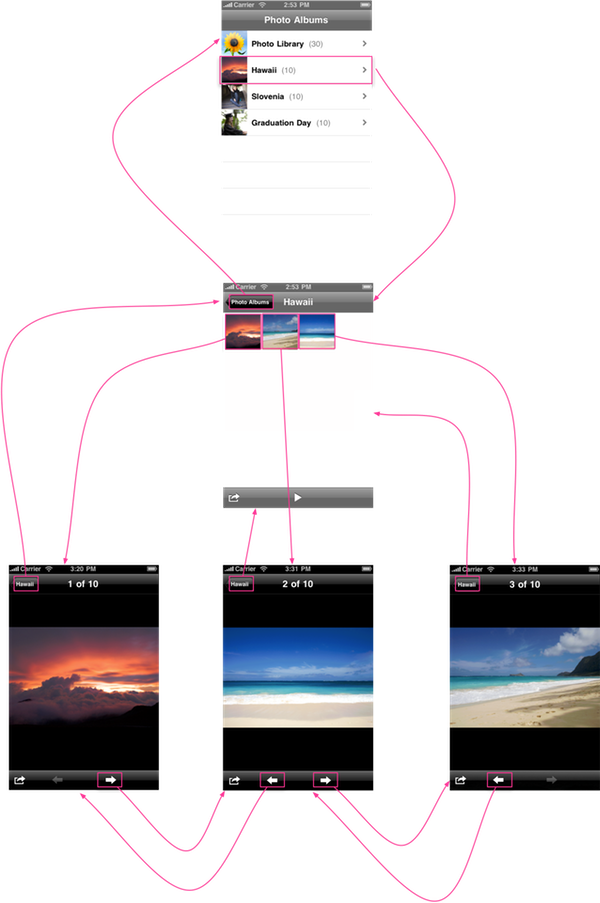 Carrier 2:53 PM
Photo Albums
Photo Library (30)
Hawaii (10)
Slovenia (10)
Graduation Day (10)
Carrier 2:53 PM
Photo Albums Hawaii
Carrier 3:20 PM
Hawaii 1 of 10
Carrier 3:31 PM
Hawaii 2 of 10
Carrier 3:33 PM
Hawaii 3 of 10